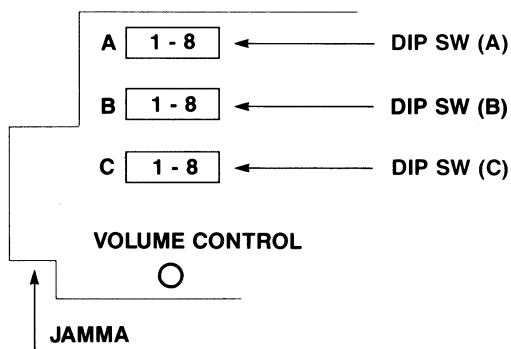 A 1 - 8 DIP SW (A)
B 1 - 8 DIP SW (B)
C 1 - 8 DIP SW (C)
VOLUME CONTROL
JAMMA